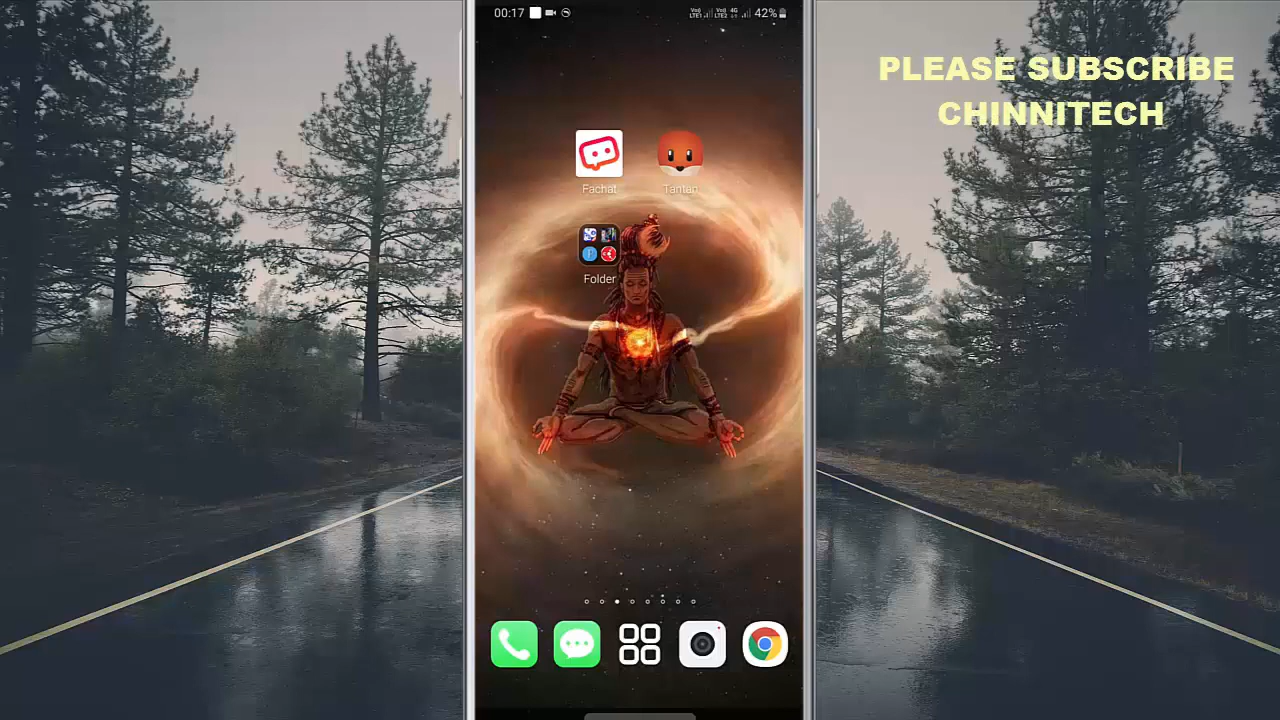 00:17
42%
PLEASE SUBSCRIBE
CHINNITECH
Fachat
Tantan
Folder